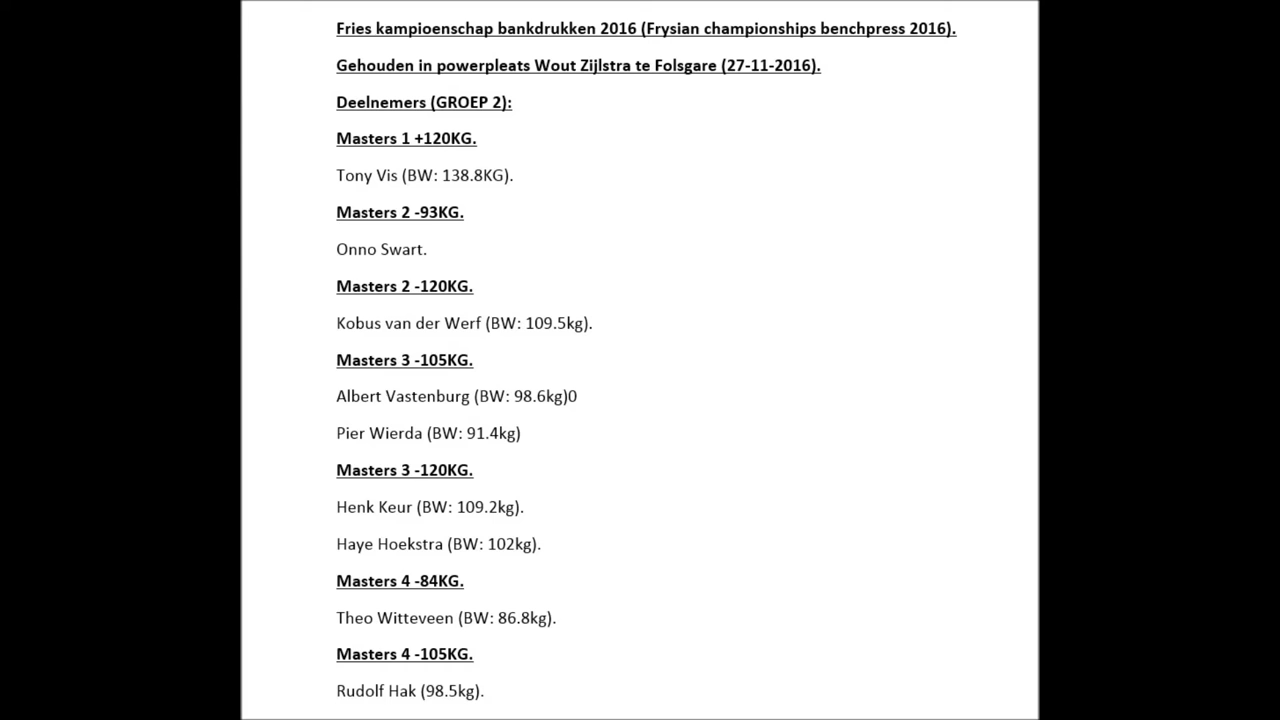 Fries kampioenschap bankdrukken 2016 (Frysian championships benchpress 2016).
Gehouden in powerpleats Wout Zijlstra te Folsgare (27-11-2016).
Deelnemers (GROEP 2):
Masters 1 +120KG.
Tony Vis (BW: 138.8KG).
Masters 2 -93KG.
Onno Swart.
Masters 2 -120KG.
Kobus van der Werf (BW: 109.5kg).
Masters 3 -105KG.
Albert Vastenburg (BW: 98.6kg)0
Pier Wierda (BW: 91.4kg)
Masters 3 -120KG.
Henk Keur (BW: 109.2kg).
Haye Hoekstra (BW: 102kg).
Masters 4 -84KG.
Theo Witteveen (BW: 86.8kg).
Masters 4 -105KG.
Rudolf Hak (98.5kg).